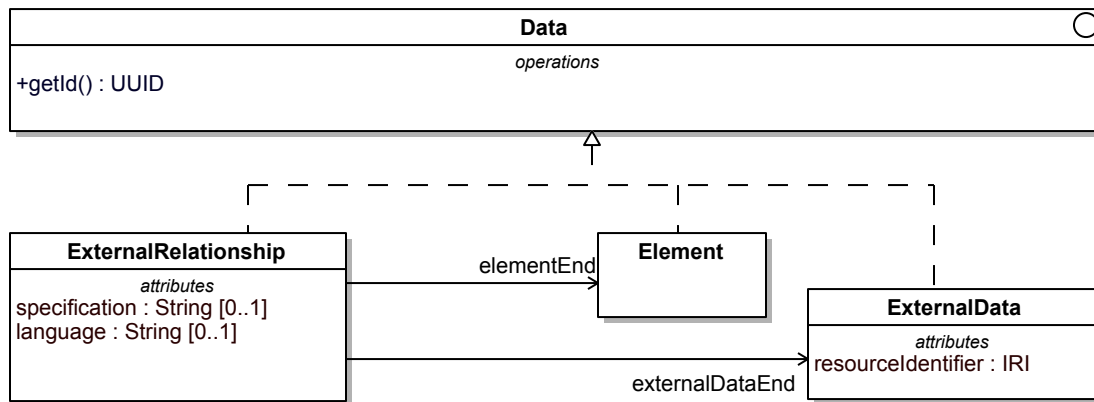 Data
operations
+getId() : UUID
ExternalRelationship
attributes
specification : String [0..1]
language : String [0..1]
elementEnd
Element
externalDataEnd
ExternalData
attributes
resourceIdentifier : IRI